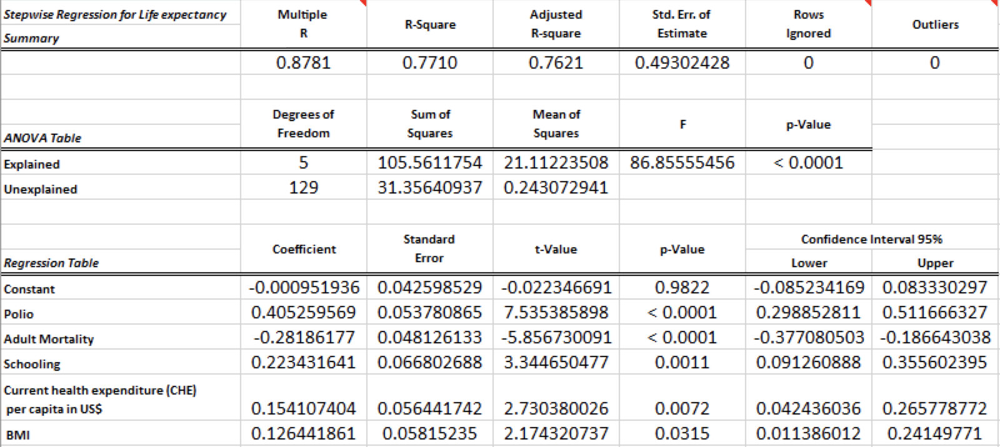 Stepwise Regression for Life expectancy Multiple R-Square Adjusted Std. Err. of Rows Outliers
Summary R R-square Estimate Ignored
0.8781 0.7710 0.7621 0.49302428 0 0
Degrees of Sum of Mean of F p-Value
ANOVA Table Freedom Squares Squares
Explained 5 105.5611754 21.11223508 86.85555456 < 0.0001
Unexplained 129 31.35640937 0.243072941
Coefficient Standard t-Value p-Value Confidence Interval 95%
Regression Table Error Lower Upper
Constant -0.000951936 0.042598529 -0.022346691 0.9822 -0.085234169 0.083330297
Polio 0.405259569 0.053780865 7.535385898 < 0.0001 0.298852811 0.511666327
Adult Mortality -0.28186177 0.048126133 -5.856730091 < 0.0001 -0.377080503 -0.186643038
Schooling 0.223431641 0.066802688 3.344650477 0.0011 0.091260888 0.355602395
Current health expenditure (CHE)
per capita in US$ 0.154107404 0.056441742 2.730380026 0.0072 0.042436036 0.265778772
BMI 0.126441861 0.05815235 2.174320737 0.0315 0.011386012 0.24149771